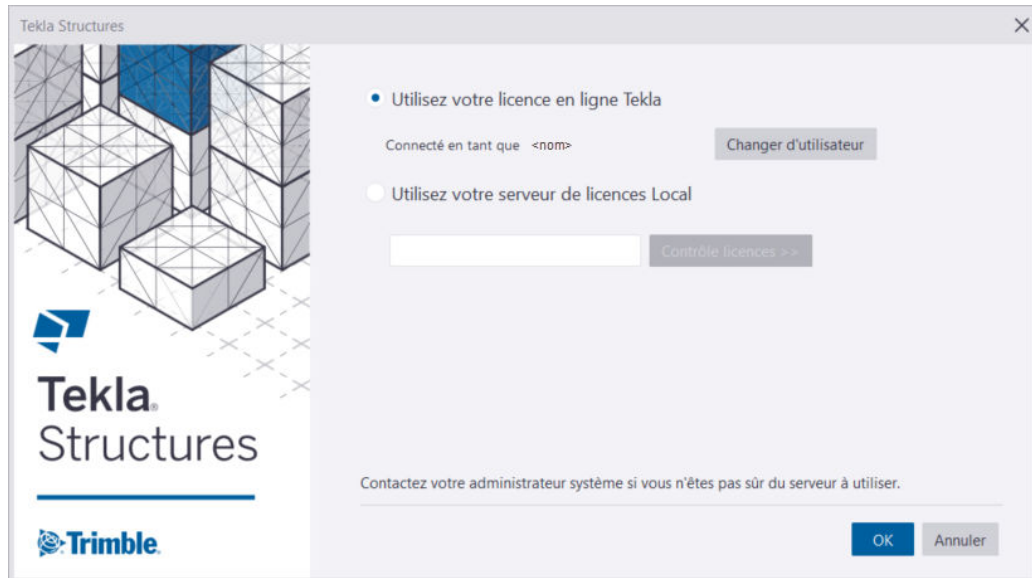 Tekla Structures
Utilisez votre licence en ligne Tekla
Connecté en tant que <nom>
Changer d'utilisateur
Utilisez votre serveur de licences Local
Contrôle licences >>
Tekla®
Structures
Contactez votre administrateur système si vous n'êtes pas sûr du serveur à utiliser.
Trimble.
OK
Annuler